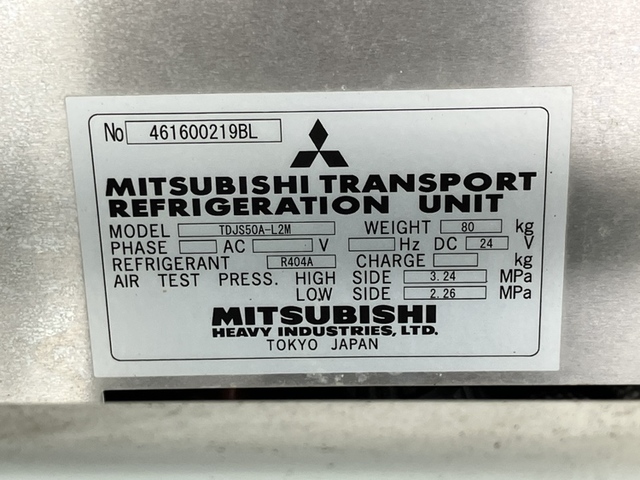 No 461600219BL
MITSUBISHI TRANSPORT
REFRIGERATION UNIT
MODEL TDJS50A-L2M WEIGHT 80 kg
PHASE AC V Hz DC 24 V
REFRIGERANT R404A CHARGE kg
AIR TEST PRESS. HIGH SIDE 3.24 MPa
LOW SIDE 2.26 MPa
MITSUBISHI
HEAVY INDUSTRIES, LTD.
TOKYO JAPAN